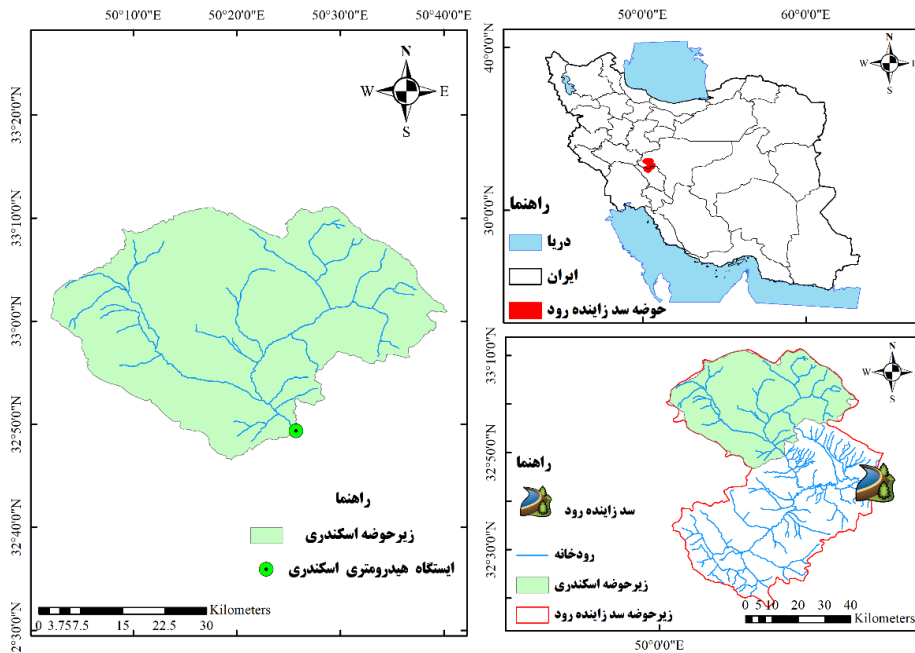 50°10'0"E 50°20'0"E 50°30'0"E 50°40'0"E
33°20'0"N
33°10'0"N
33°0'0"N
32°50'0"N
32°40'0"N
2°30'0"N
N
W E
S
راهنما
زیرحوضه اسکندری
ایستگاه هیدرومتری اسکندری
Kilometers
0 3.757.5 15 22.5 30
50°0'0"E 60°0'0"E
40°0'0"N
30°0'0"N
N
W E
S
راهنما
دریا
ایران
حوضه سد زاینده رود
33°10'0"N
32°50'0"N
32°30'0"N
N
W E
S
راهنما
سد زاینده رود
رودخانه
زیرحوضه اسکندری
زیرحوضه سد زاینده رود
0 5 10 20 30 40
Kilometers
50°0'0"E